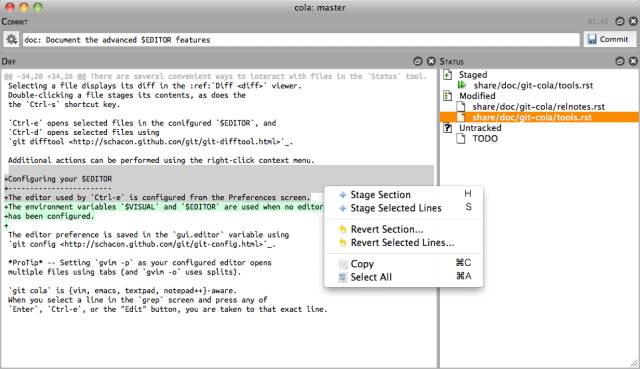 cola: master
Commit
01:43
doc: Document the advanced $EDITOR features
Commit
Diff
@@ -34,20 +34,26 @@ There are several convenient ways to interact with files in the `Status` tool.
Selecting a file displays its diff in the :ref:`Diff <diff>` viewer.
Double-clicking a file stages its contents, as does the
the `Ctrl-s` shortcut key.
`Ctrl-e` opens selected files in the conifgured `$EDITOR`, and
`Ctrl-d` opens selected files using
`git difftool <http://schacon.github.com/git/git-difftool.html>`_.
Additional actions can be performed using the right-click context menu.
+Configuring your $EDITOR
+------------------------
+The editor used by `Ctrl-e` is configured from the Preferences screen.
+The environment variables `$VISUAL` and `$EDITOR` are used when no editor
+has been configured.
+
The editor preference is saved in the `gui.editor` variable using
`git config <http://schacon.github.com/git/git-config.html>`_.
*ProTip* -- Setting `gvim -p` as your configured editor opens
multiple files using tabs (and `gvim -o` uses splits).
`git cola` is {vim, emacs, textpad, notepad++}-aware.
When you select a line in the `grep` screen and press any of
`Enter`, `Ctrl-e`, or the "Edit" button, you are taken to that exact line.
Stage Section H
Stage Selected Lines S
Revert Section...
Revert Selected Lines...
Copy ⌘C
Select All ⌘A
Status
Staged
share/doc/git-cola/tools.rst
Modified
share/doc/git-cola/relnotes.rst
share/doc/git-cola/tools.rst
Untracked
TODO